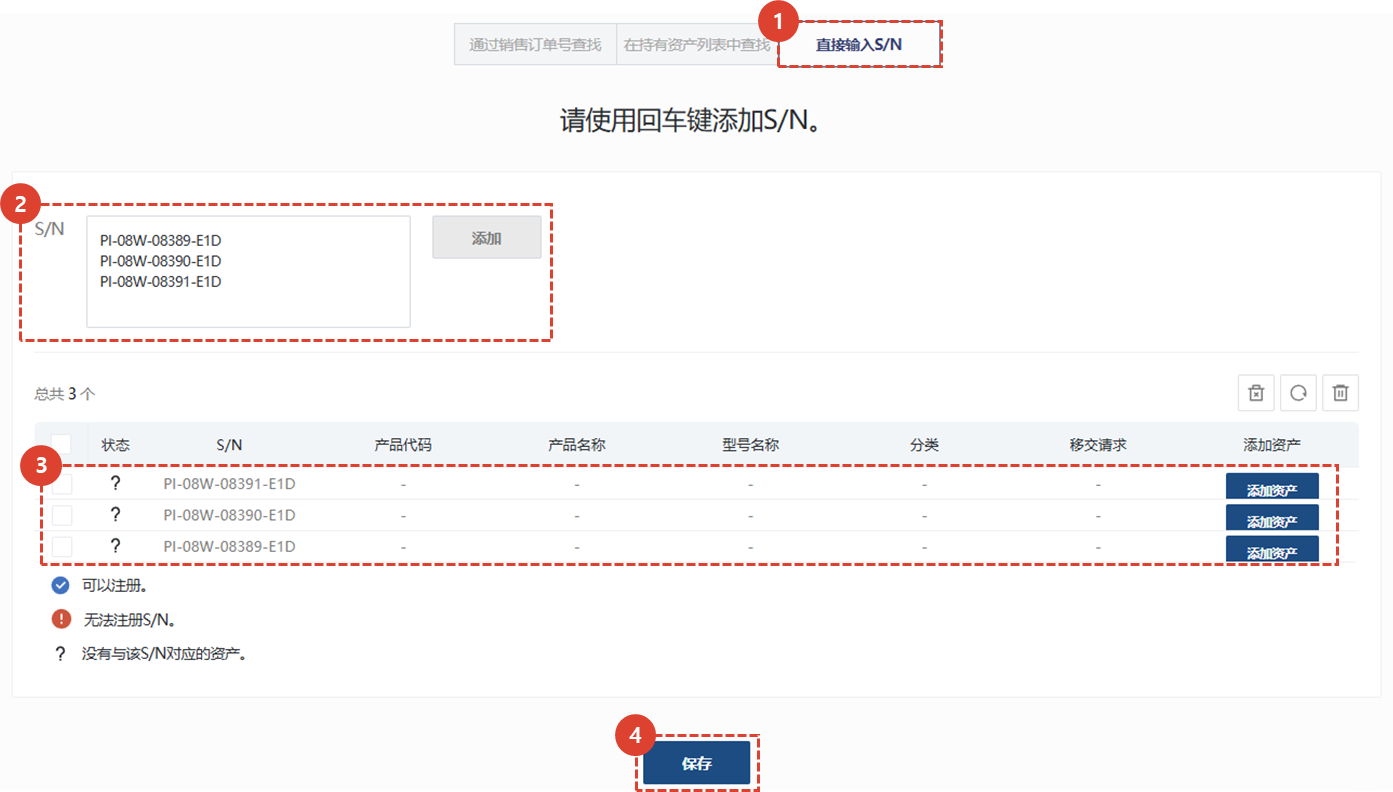 1
通过销售订单号查找 在持有资产列表中查找 直接输入S/N
请使用回车键添加S/N。
2
S/N
PI-08W-08389-E1D
PI-08W-08390-E1D
PI-08W-08391-E1D
添加
总共 3 个
状态 S/N 产品代码 产品名称 型号名称 分类 移交请求 添加资产
3
? PI-08W-08391-E1D - - - - - 添加资产
? PI-08W-08390-E1D - - - - - 添加资产
? PI-08W-08389-E1D - - - - - 添加资产
可以注册。
! 无法注册S/N。
? 没有与该S/N对应的资产。
4
保存